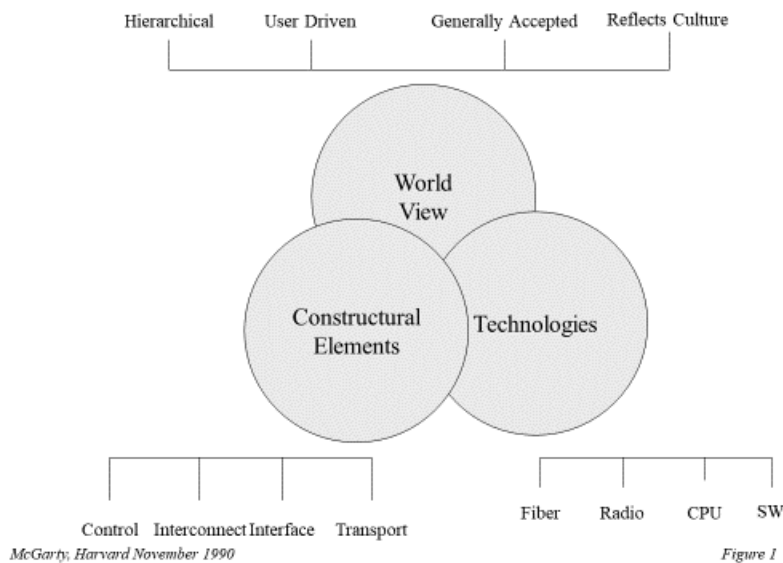 Hierarchical User Driven Generally Accepted Reflects Culture
World
View
Constructural
Elements
Technologies
Control Interconnect Interface Transport
Fiber Radio CPU SW
McGarty, Harvard November 1990
Figure 1